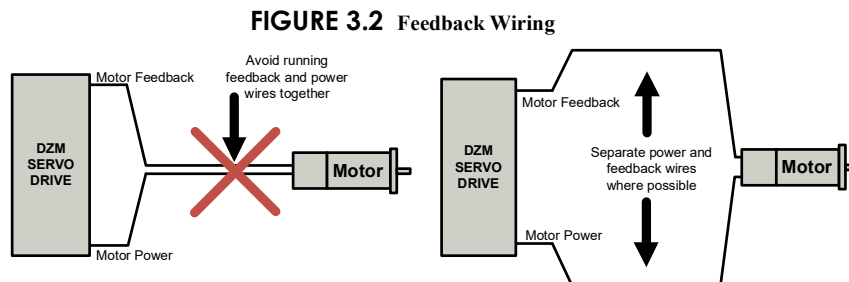 FIGURE 3.2 Feedback Wiring
Motor Feedback
Avoid running
feedback and power
wires together
DZM
SERVO
DRIVE
Motor
Motor Power
Motor Feedback
DZM
SERVO
DRIVE
Separate power and
feedback wires
where possible
Motor
Motor Power